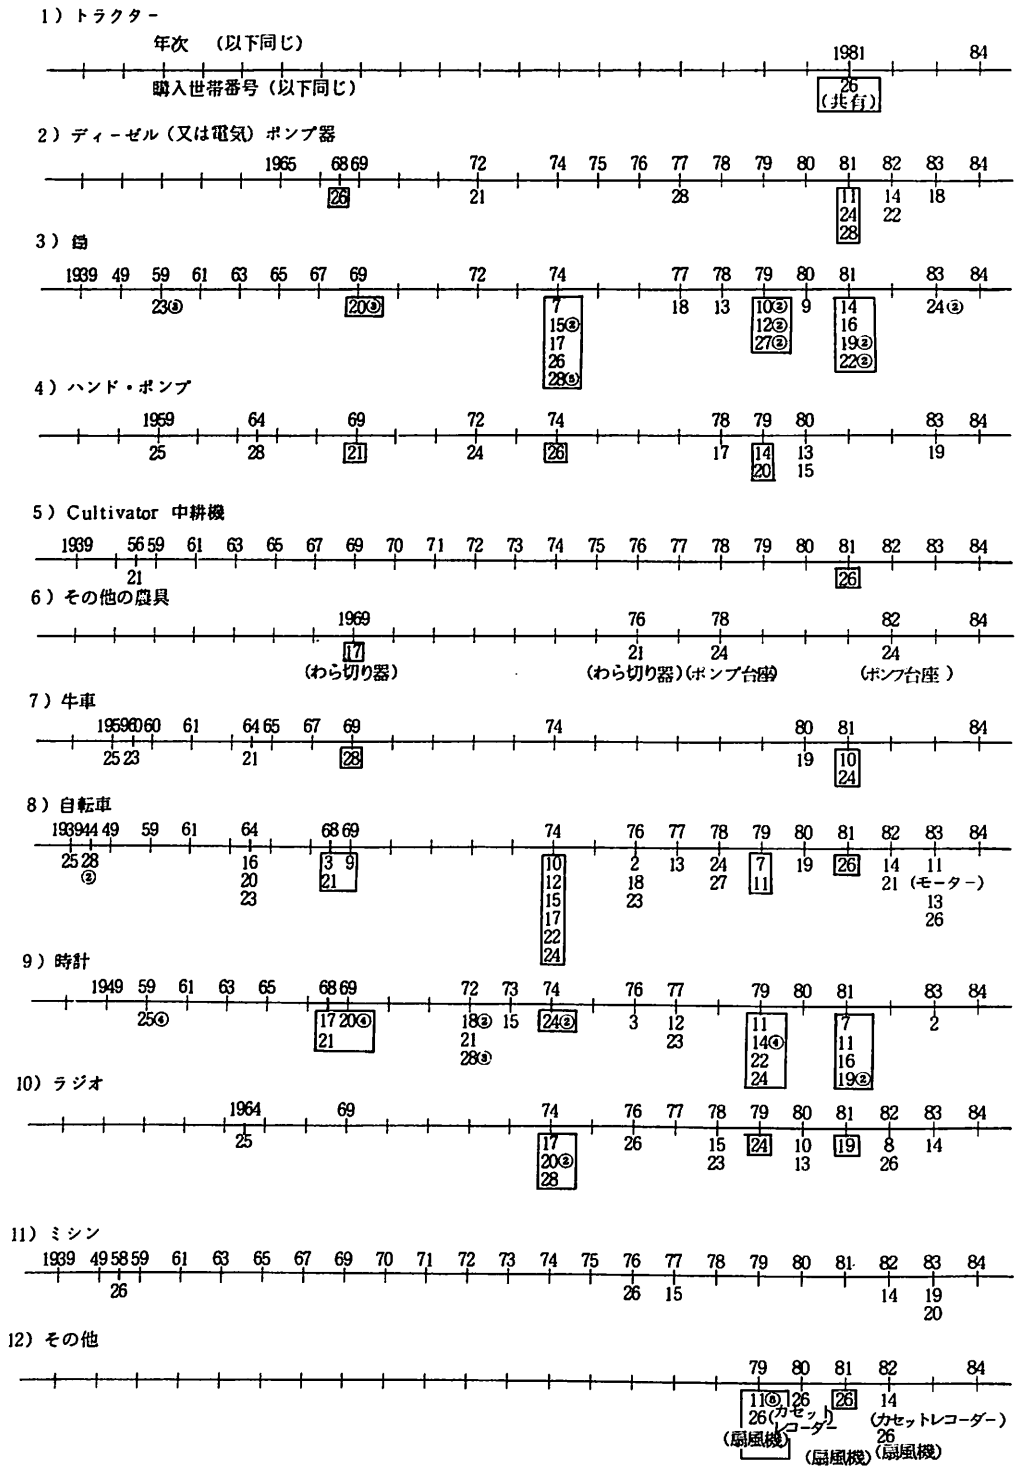 1) トラクター
年次 (以下同じ)
1981 84
購入世帯番号 (以下同じ)
26
(共有)
2) ディーゼル (又は電気) ポンプ器
1965 68 69 72 74 75 76 77 78 79 80 81 82 83 84
26 21 28 11 14 18
24 22
28
3)
1939 49 59 61 63 65 67 69 72 74 77 78 79 80 81 83 84
23③ 20③ 7 18 13 10② 9 14 24②
15② 12② 16
17 27② 19②
26 22②
28⑤
4) ハンド・ポンプ
1959 64 69 72 74 78 79 80 83 84
25 28 21 24 26 17 14 13 19
20 15
5) Cultivator 中耕機
1939 56 59 61 63 65 67 69 70 71 72 73 74 75 76 77 78 79 80 81 82 83 84
21 26
6) その他の農具
1969 76 78 82 84
17 21 24 24
(わら切り器) (わら切り器) (ポンプ台座) (ポンプ台座)
7) 牛車
1959 60 60 61 64 65 67 69 74 80 81 84
25 23 21 28 19 10
24
8) 自転車
1939 44 49 59 61 64 68 69 74 76 77 78 79 80 81 82 83 84
25 28 16 3 9 10 2 13 24 7 19 26 14 11
② 20 21 12 18 27 11 21 (モーター)
23 15 23 13
17 26
22
24
9) 時計
1949 59 61 63 65 68 69 72 73 74 76 77 79 80 81 83 84
25④ 17 20④ 18② 15 24② 3 12 11 7 2
21 21 23 14④ 11
28③ 22 16
24 19②
10) ラジオ
1964 69 74 76 77 78 79 80 81 82 83 84
25 17 26 15 24 10 19 8 14
20② 23 13 26
28
11) ミシン
1939 49 58 59 61 63 65 67 69 70 71 72 73 74 75 76 77 78 79 80 81 82 83 84
26 26 15 14 19
20
12) その他
79 80 81 82 84
11⑤ 26 26 14
26 (カセットレコーダー) (カセットレコーダー)
26
(扇風機) (扇風機) (扇風機)